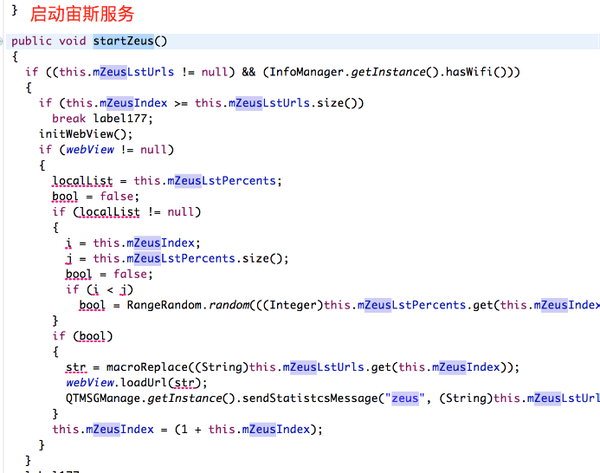 }
启动宙斯服务
public void startZeus()
{
if ((this.mZeusLstUrls != null) && (InfoManager.getInstance().hasWifi()))
{
if (this.mZeusIndex >= this.mZeusLstUrls.size())
break label177;
initWebView();
if (webView != null)
{
localList = this.mZeusLstPercents;
bool = false;
if (localList != null)
{
i = this.mZeusIndex;
j = this.mZeusLstPercents.size();
bool = false;
if (i < j)
bool = RangeRandom.random(((Integer)this.mZeusLstPercents.get(this.mZeusIndex
}
if (bool)
{
str = macroReplace((String)this.mZeusLstUrls.get(this.mZeusIndex));
webView.loadUrl(str);
QTMSGManage.getInstance().sendStatistcsMessage("zeus", (String)this.mZeusLstUrl
}
this.mZeusIndex = (1 + this.mZeusIndex);
}
}